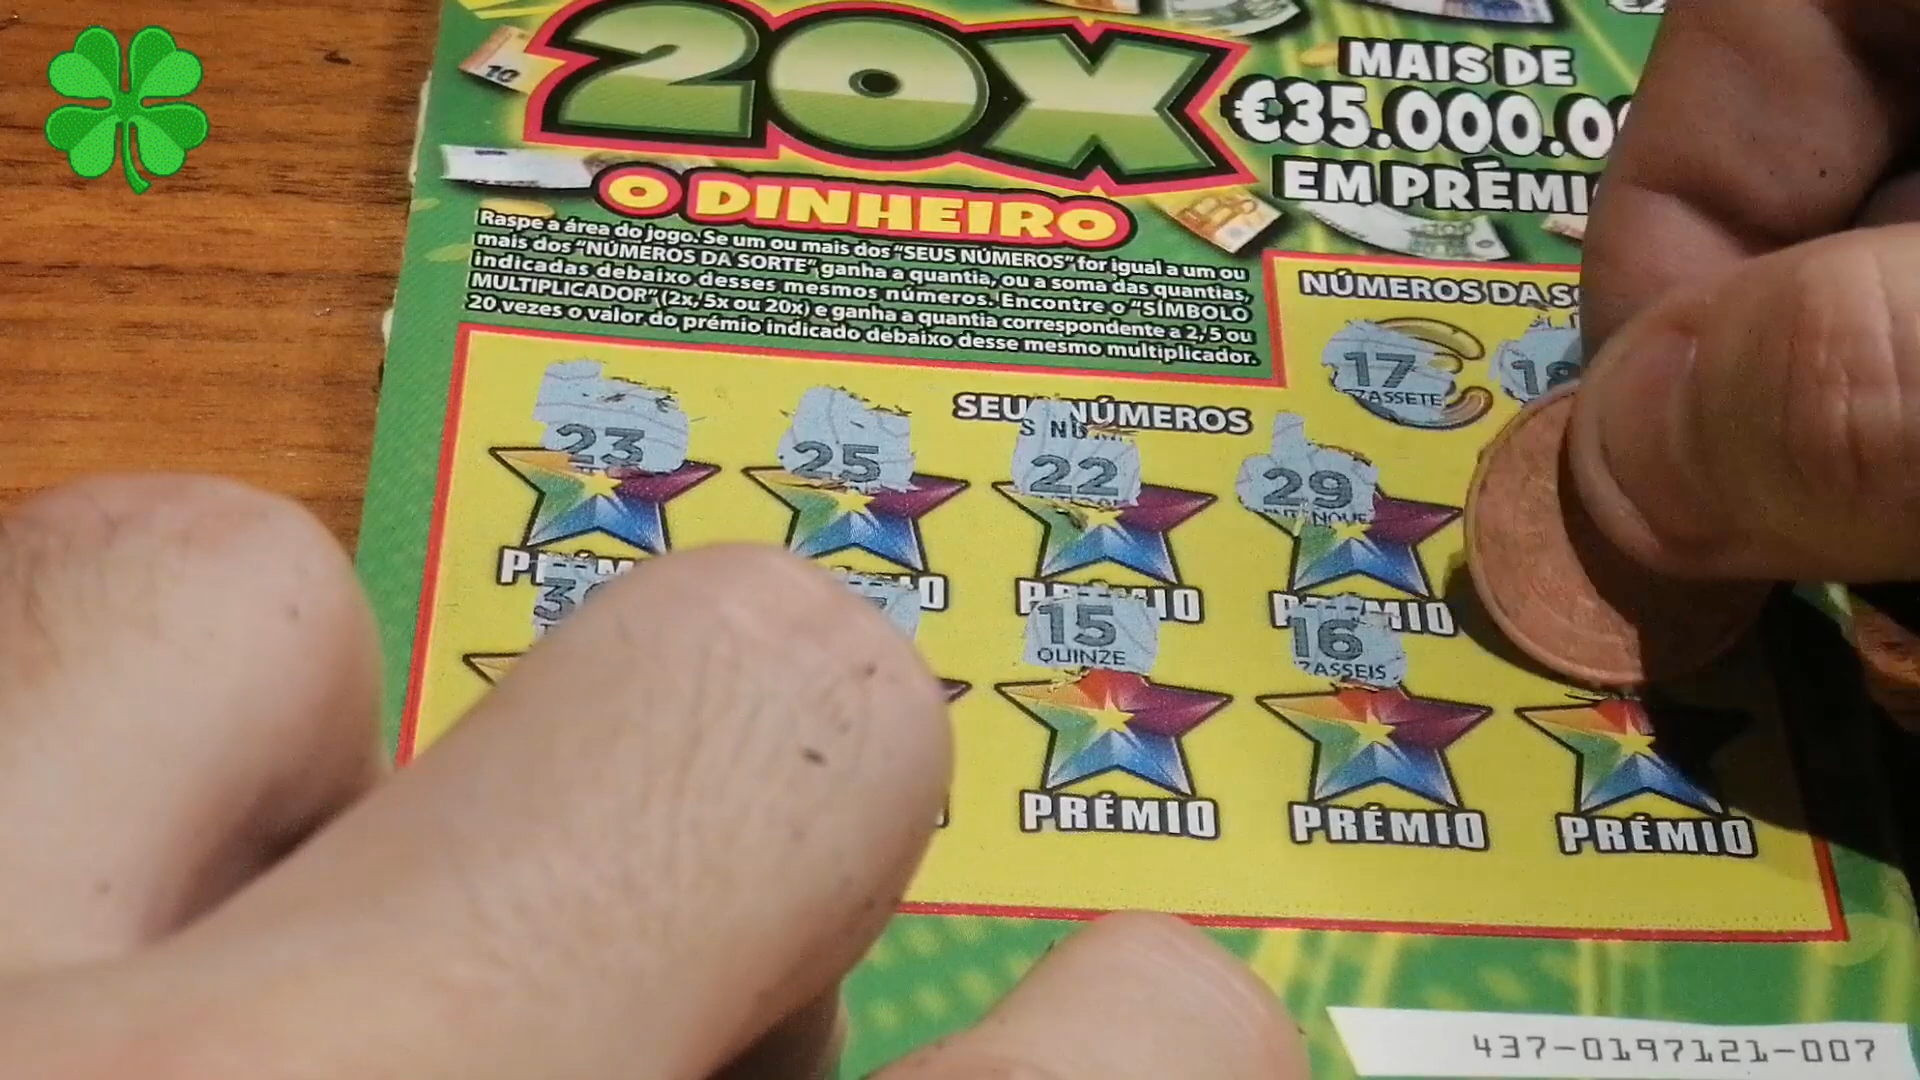 20X
O DINHEIRO
MAIS DE
€35.000.0
EM PRÉMI
Raspe a área do jogo. Se um ou mais dos "SEUS NÚMEROS" for igual a um ou
mais dos "NÚMEROS DA SORTE" ganha a quantia, ou a soma das quantias,
indicadas debaixo desses mesmos números. Encontre o "SÍMBOLO
MULTIPLICADOR" (2x, 5x ou 20x) e ganha a quantia correspondente a 2, 5 ou
20 vezes o valor do prémio indicado debaixo desse mesmo multiplicador.
NÚMEROS DA SO
17 18
ZASSETE
SEUS NÚMEROS
23 25 22 29
PRÉMIO PRÉMIO
15 16
QUINZE ZASSEIS
PRÉMIO PRÉMIO PRÉMIO
437-0197121-007